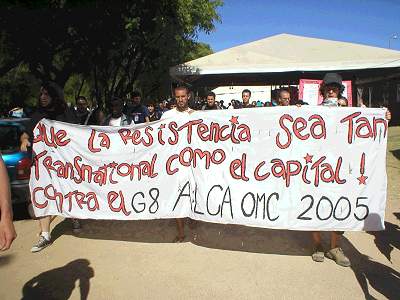 QUE LA RESiSTENCiA SEA TAN
TRANSNACiONAL COMO EL CAPiTAL!
CONTRA EL G8 ALCA OMC 2005